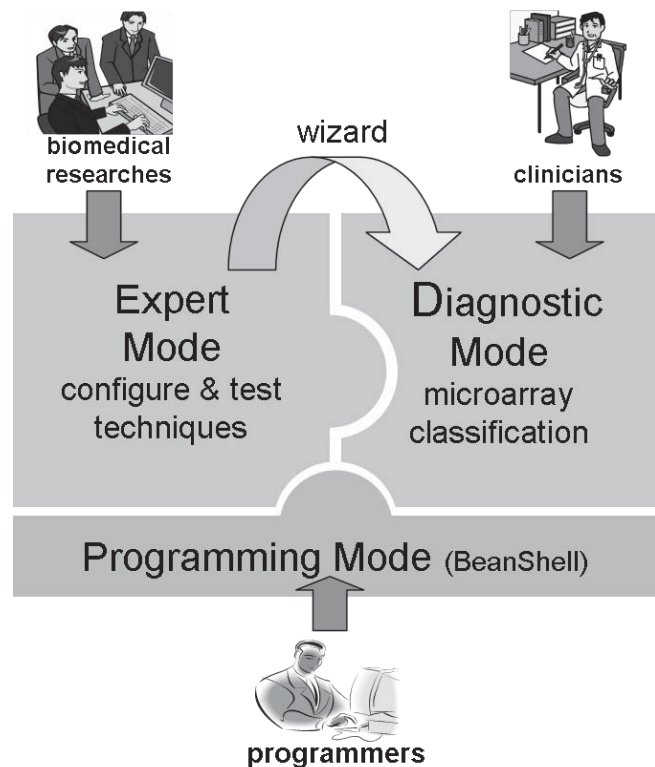 biomedical
researches
wizard
clinicians
Expert
Mode
configure & test
techniques
Diagnostic
Mode
microarray
classification
Programming Mode (BeanShell)
programmers